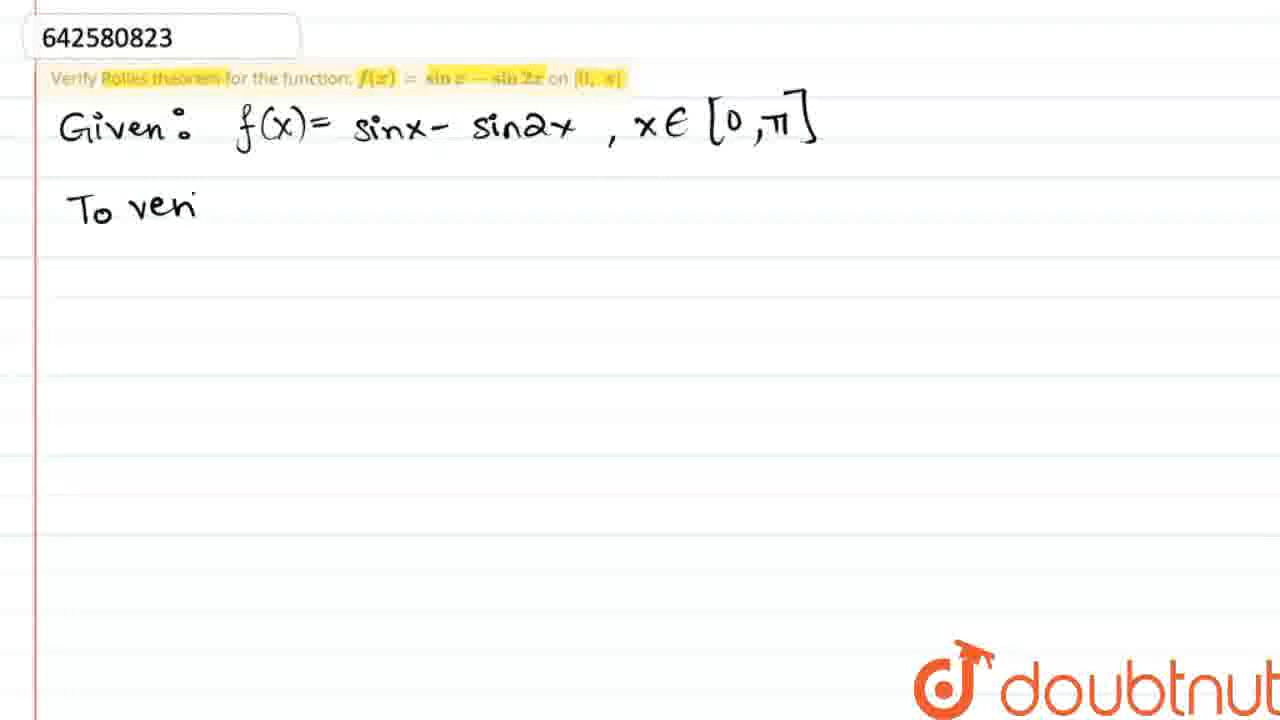 642580823
Verify Rolles theorem for the function: f(x) = sin x − sin 2x on [0, π]
Given: f(x) = sinx - sin2x , x ∈ [0, π]
To veri
doubtnut